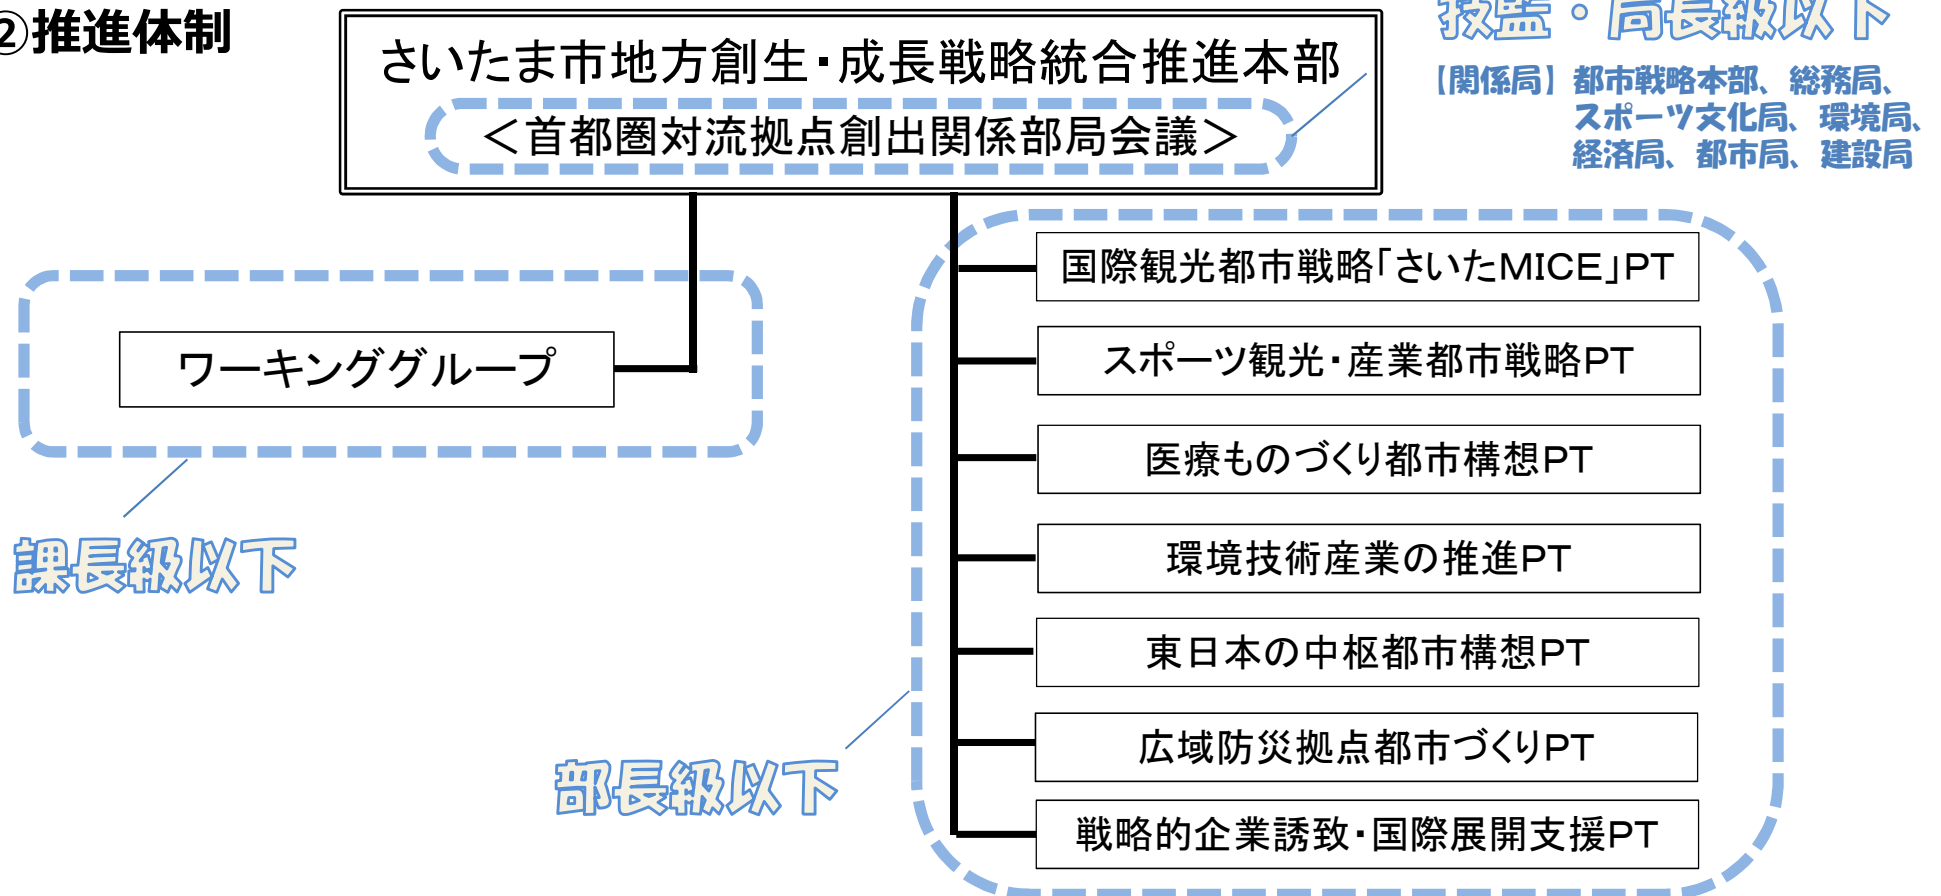 ②推進体制
さいたま市地方創生・成長戦略統合推進本部
＜首都圏対流拠点創出関係部局会議＞
技監・局長級以下
【関係局】都市戦略本部、総務局、
スポーツ文化局、環境局、
経済局、都市局、建設局
ワーキンググループ
課長級以下
国際観光都市戦略「さいたMICE」PT
スポーツ観光・産業都市戦略PT
医療ものづくり都市構想PT
環境技術産業の推進PT
東日本の中枢都市構想PT
広域防災拠点都市づくりPT
戦略的企業誘致・国際展開支援PT
部長級以下